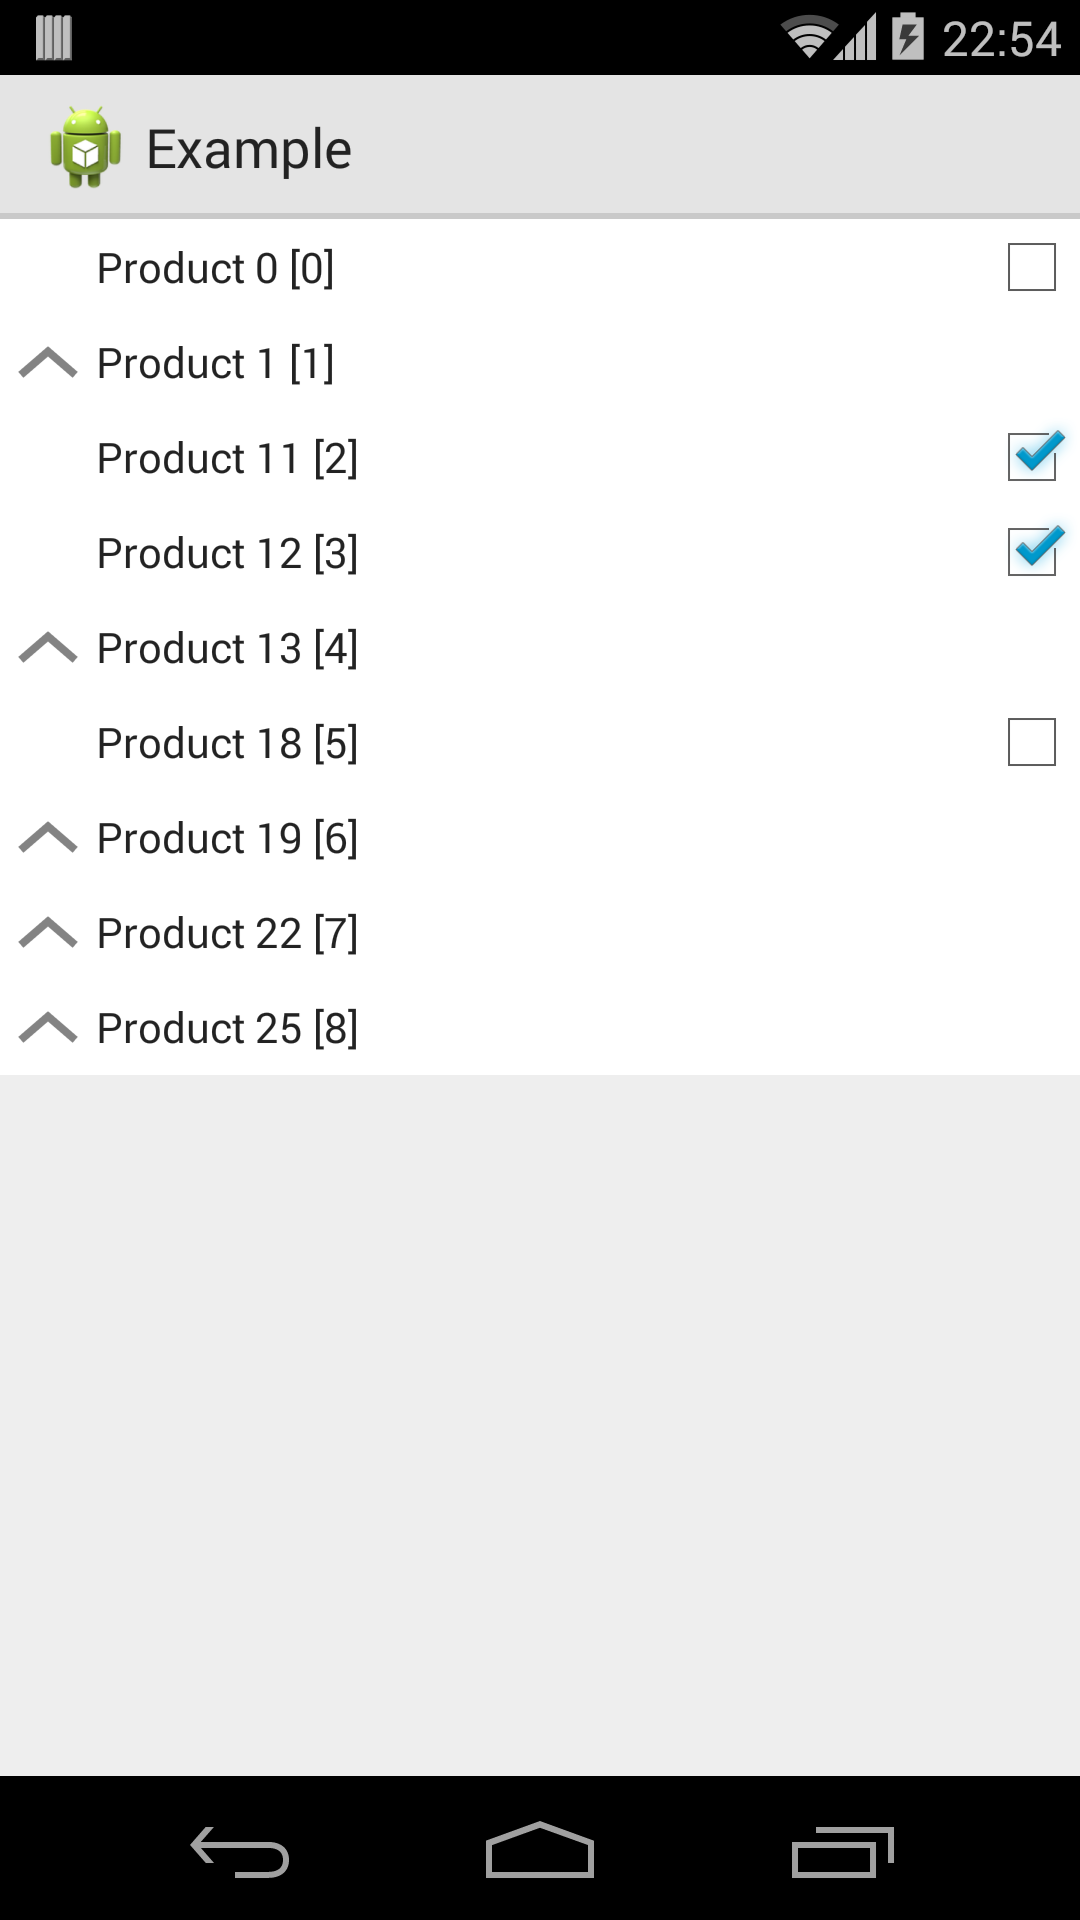 22:54
Example
Product 0 [0]
Product 1 [1]
Product 11 [2]
Product 12 [3]
Product 13 [4]
Product 18 [5]
Product 19 [6]
Product 22 [7]
Product 25 [8]